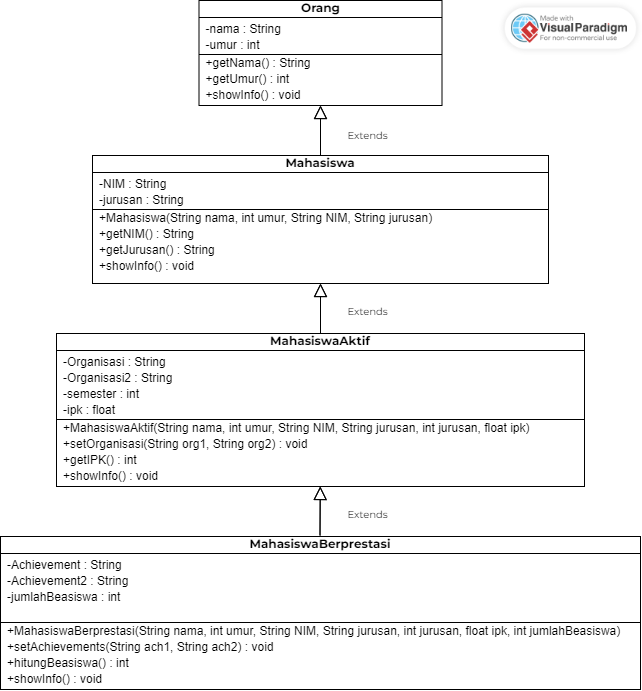 Orang
-nama : String
-umur : int
+getNama() : String
+getUmur() : int
+showInfo() : void
Made with
VisualParadigm
For non-commercial use
Extends
Mahasiswa
-NIM : String
-jurusan : String
+Mahasiswa(String nama, int umur, String NIM, String jurusan)
+getNIM() : String
+getJurusan() : String
+showInfo() : void
Extends
MahasiswaAktif
-Organisasi : String
-Organisasi2 : String
-semester : int
-ipk : float
+MahasiswaAktif(String nama, int umur, String NIM, String jurusan, int jurusan, float ipk)
+setOrganisasi(String org1, String org2) : void
+getIPK() : int
+showInfo() : void
Extends
MahasiswaBerprestasi
-Achievement : String
-Achievement2 : String
-jumlahBeasiswa : int
+MahasiswaBerprestasi(String nama, int umur, String NIM, String jurusan, int jurusan, float ipk, int jumlahBeasiswa)
+setAchievements(String ach1, String ach2) : void
+hitungBeasiswa() : int
+showInfo() : void